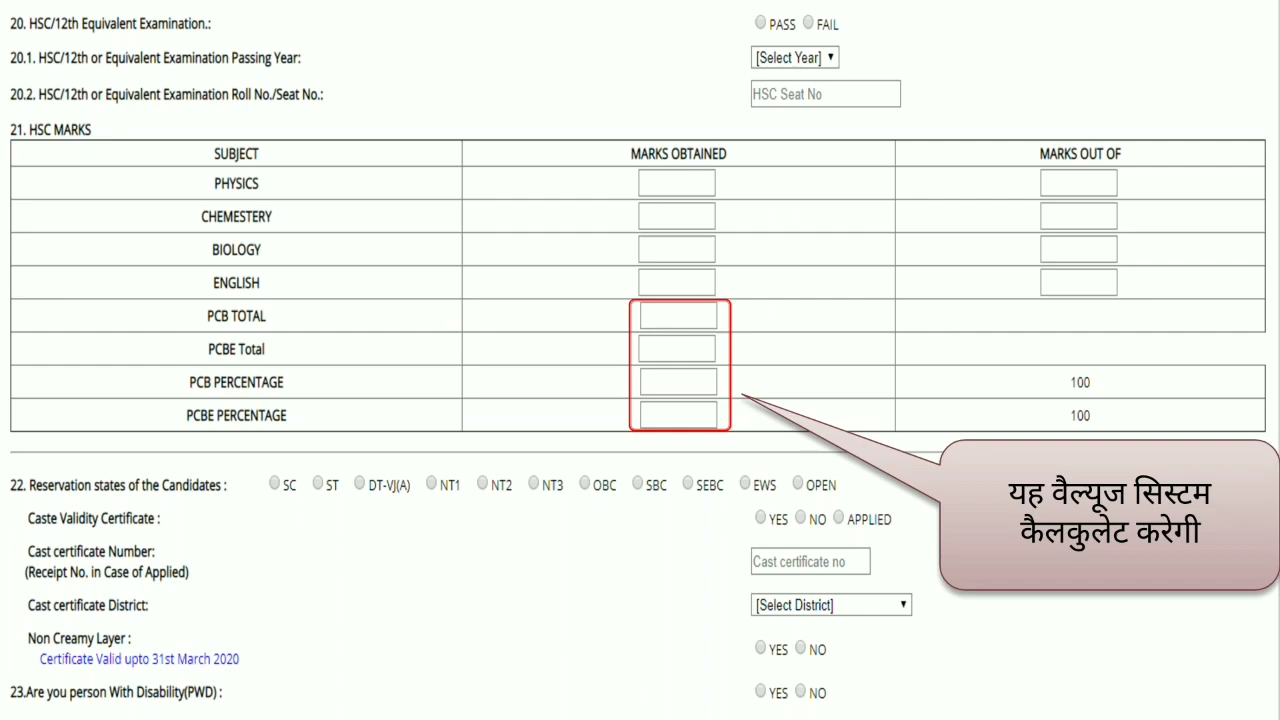 20. HSC/12th Equivalent Examination.: PASS FAIL
20.1. HSC/12th or Equivalent Examination Passing Year: [Select Year]
20.2. HSC/12th or Equivalent Examination Roll No./Seat No.: HSC Seat No
21. HSC MARKS
SUBJECT MARKS OBTAINED MARKS OUT OF
PHYSICS
CHEMESTERY
BIOLOGY
ENGLISH
PCB TOTAL
PCBE Total
PCB PERCENTAGE 100
PCBE PERCENTAGE 100
यह वैल्यूज सिस्टम
कैलकुलेट करेगी
22. Reservation states of the Candidates : SC ST DT-VJ(A) NT1 NT2 NT3 OBC SBC SEBC EWS OPEN
Caste Validity Certificate : YES NO APPLIED
Cast certificate Number: Cast certificate no
(Receipt No. in Case of Applied)
Cast certificate District: [Select District]
Non Creamy Layer : YES NO
Certificate Valid upto 31st March 2020
23.Are you person With Disability(PWD) : YES NO